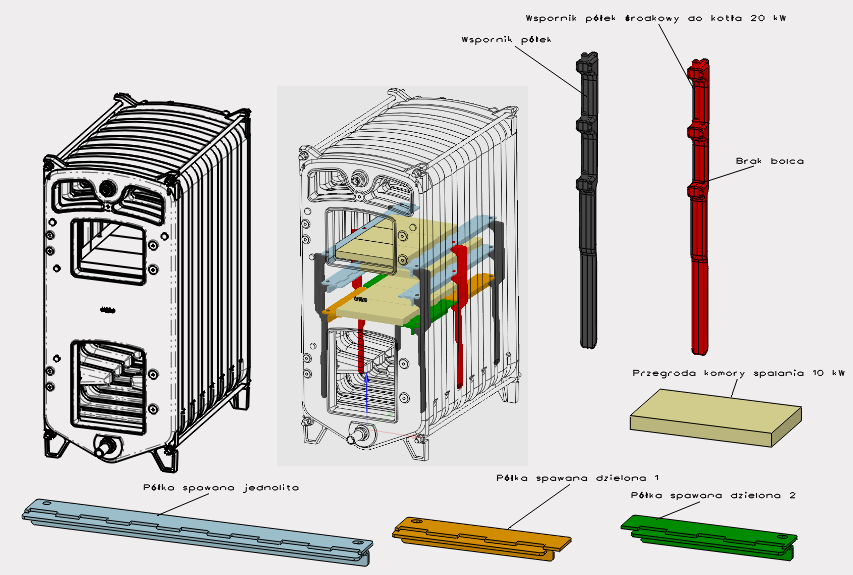 Wspornik półek środkowy do kotła 20 kW
Wspornik półek
Brak bolca
Przegroda komory spalania 10 kW
Półka spawana dzielona 1
Półka spawana jednolita
Półka spawana dzielona 2